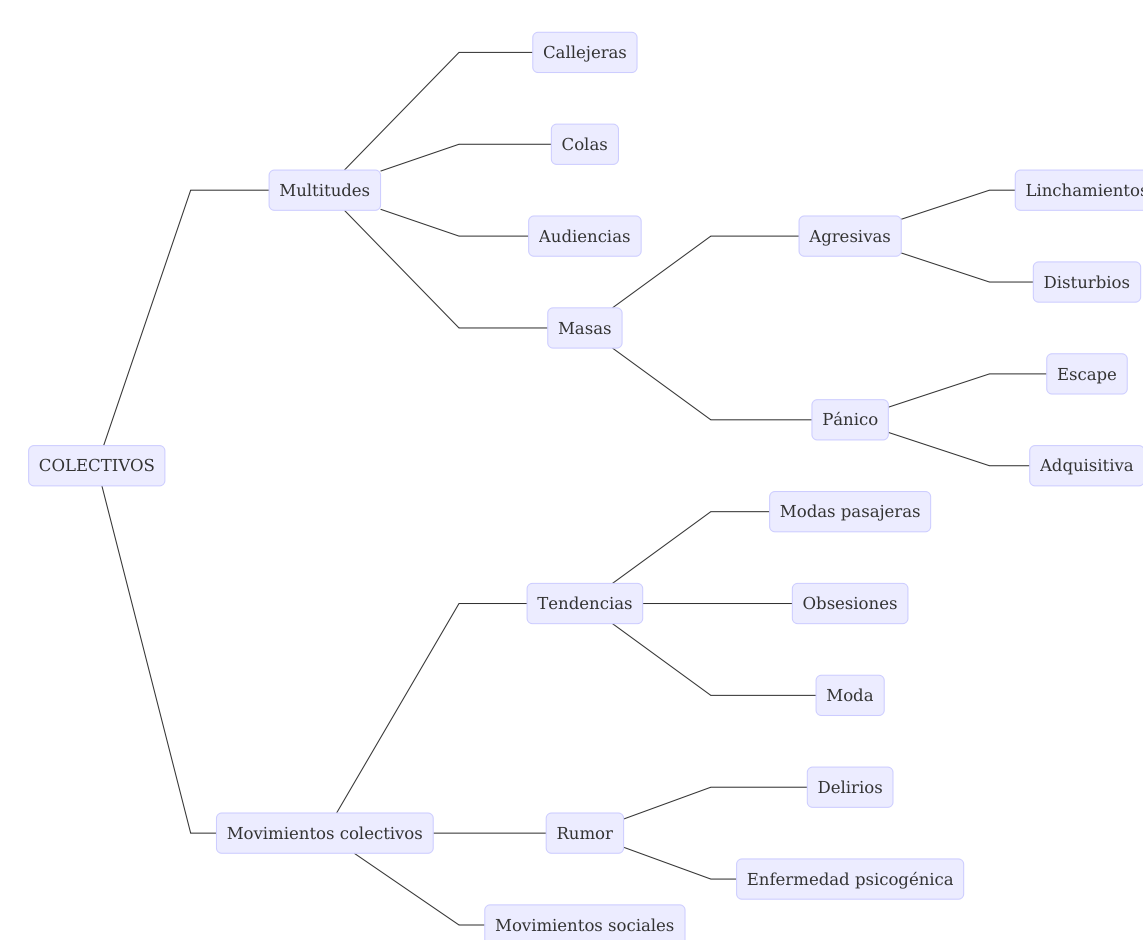 Callejeras
Colas
Multitudes
Linchamientos
Audiencias
Agresivas
Disturbios
Masas
Escape
Pánico
COLECTIVOS
Adquisitiva
Modas pasajeras
Tendencias
Obsesiones
Moda
Delirios
Movimientos colectivos
Rumor
Enfermedad psicogénica
Movimientos sociales